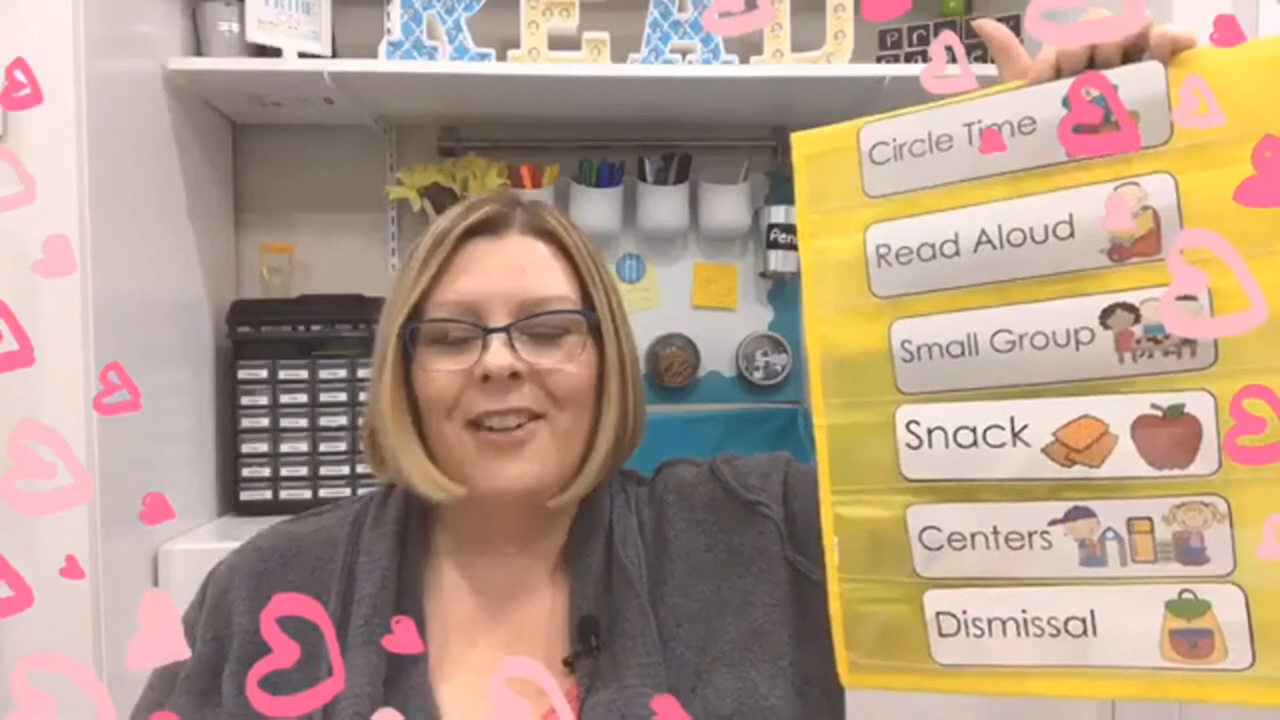 READ
Pen
Circle Time
Read Aloud
Small Group
Snack
Centers
Dismissal